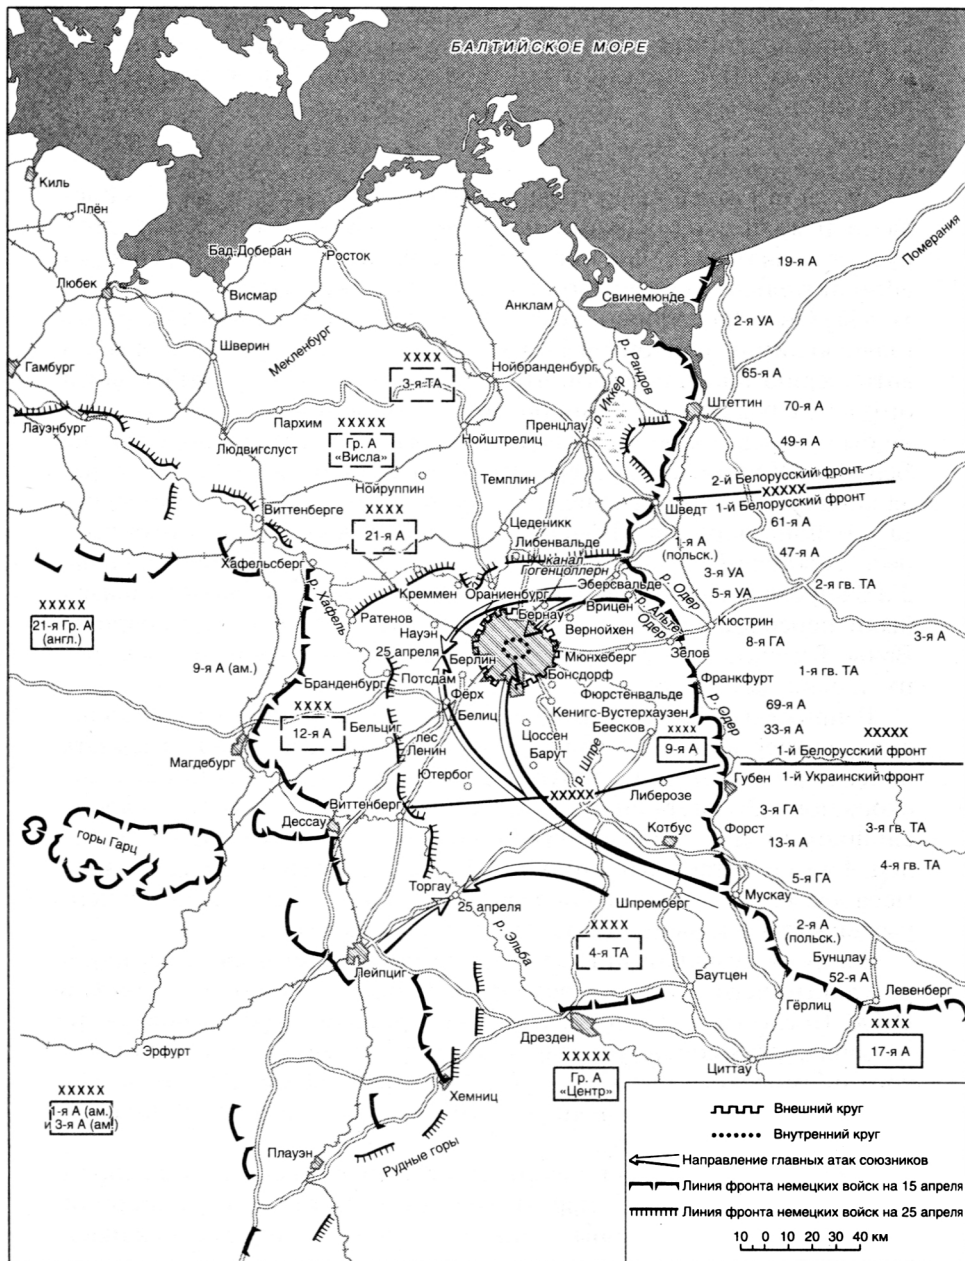 БАЛТИЙСКОЕ МОРЕ
Киль
Плён
Любек
Бад-Доберан
Росток
Висмар
Померания
19-я А
Свинемюнде
2-я УА
Анклам
Шверин
Мекленбург
Гамбург
р. Рандов
р. Иккер
XXXX
3-я ТА
Нойбранденбург
65-я А
Штеттин
70-я А
Лауэнбург
Пархим
XXXXX
Гр. А
«Висла»
Людвигслуст
Нойштрелиц
Пренцлау
49-я А
Нойруппин
Темплин
2-й Белорусский фронт
XXXXX
1-й Белорусский фронт
Шведт
61-я А
Виттенберге
XXXX
21-я А
Цеденикк
Либенвальде
1-я А
(польск.)
47-я А
Хафельсберг
канал
Гогенцоллерн
3-я УА
5-я УА
2-я гв. ТА
р. Хафель
Креммен
Ораниенбург
Эберсвальде
р. Одер
XXXXX
21-я Гр. А
(англ.)
Ратенов
Науэн
Бернау
Врицен
р. Альте
Одер
Вернойхен
Кюстрин
3-я А
25 апреля
Берлин
Мюнхеберг
Зелов
8-я ГА
9-я А (ам.)
Бранденбург
Потсдам
Бонсдорф
Франкфурт
1-я гв. ТА
Фёрх
Фюрстенвальде
р. Одер
XXXX
12-я А
Бельциг
Белиц
Кенигс-Вустерхаузен
69-я А
33-я А
XXXXX
лес
Ленин
Цоссен
Беесков
XXXX
9-я А
1-й Белорусский фронт
Магдебург
Барут
р. Шпре
Губен
1-й Украинский фронт
Ютербог
XXXXX
Либерозе
Виттенберг
3-я ГА
Дессау
Котбус
Форст
3-я гв. ТА
13-я А
горы Гарц
4-я гв. ТА
5-я ГА
Торгау
25 апреля
Шпремберг
Мускау
р. Эльба
XXXX
4-я ТА
2-я А
(польск.)
Бунцлау
Лейпциг
Баутцен
52-я А
Гёрлиц
Левенберг
Дрезден
XXXX
17-я А
Эрфурт
Циттау
XXXXX
Гр. А
«Центр»
XXXXX
1-я А (ам.)
и 3-я А (ам.)
Хемниц
Плауэн
Рудные горы
Внешний круг
Внутренний круг
Направление главных атак союзников
Линия фронта немецких войск на 15 апреля
Линия фронта немецких войск на 25 апреля
10 0 10 20 30 40 км